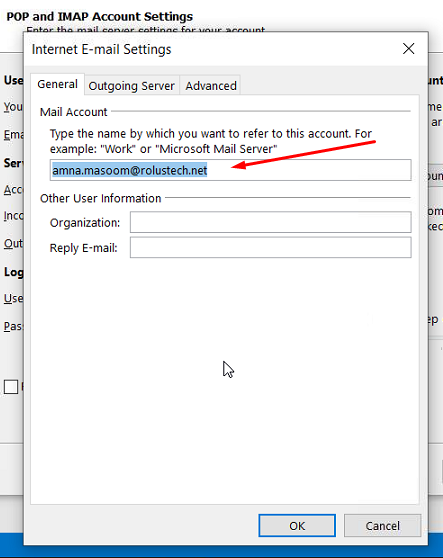 POP and IMAP Account Settings
Enter the mail server settings for your account.
Internet E-mail Settings
General Outgoing Server Advanced
Mail Account
Type the name by which you want to refer to this account. For
example: "Work" or "Microsoft Mail Server"
amna.masoom@rolustech.net
Other User Information
Organization:
Reply E-mail:
OK Cancel